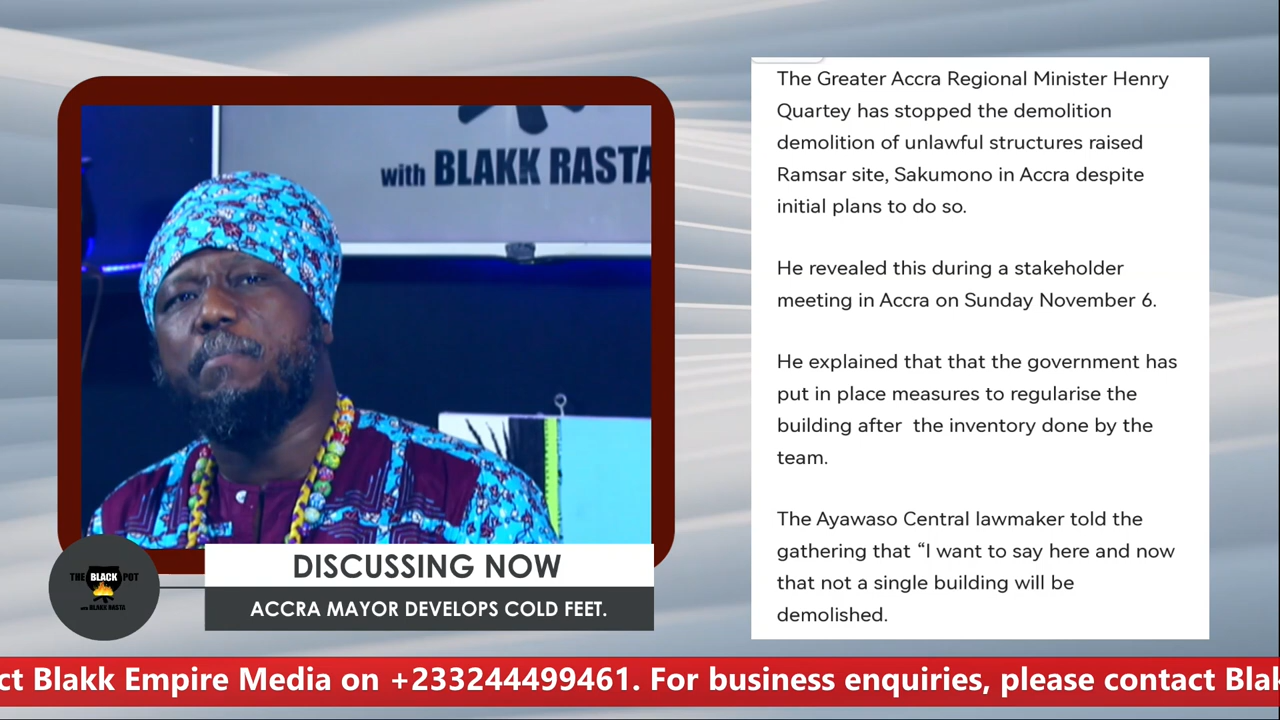 with BLAKK RASTA
The Greater Accra Regional Minister Henry
Quartey has stopped the demolition
demolition of unlawful structures raised
Ramsar site, Sakumono in Accra despite
initial plans to do so.
He revealed this during a stakeholder
meeting in Accra on Sunday November 6.
He explained that that the government has
put in place measures to regularise the
building after the inventory done by the
team.
The Ayawaso Central lawmaker told the
gathering that “I want to say here and now
that not a single building will be
demolished.
THE BLACK POT
with BLAKK RASTA
DISCUSSING NOW
ACCRA MAYOR DEVELOPS COLD FEET.
ct Blakk Empire Media on +233244499461. For business enquiries, please contact Blak